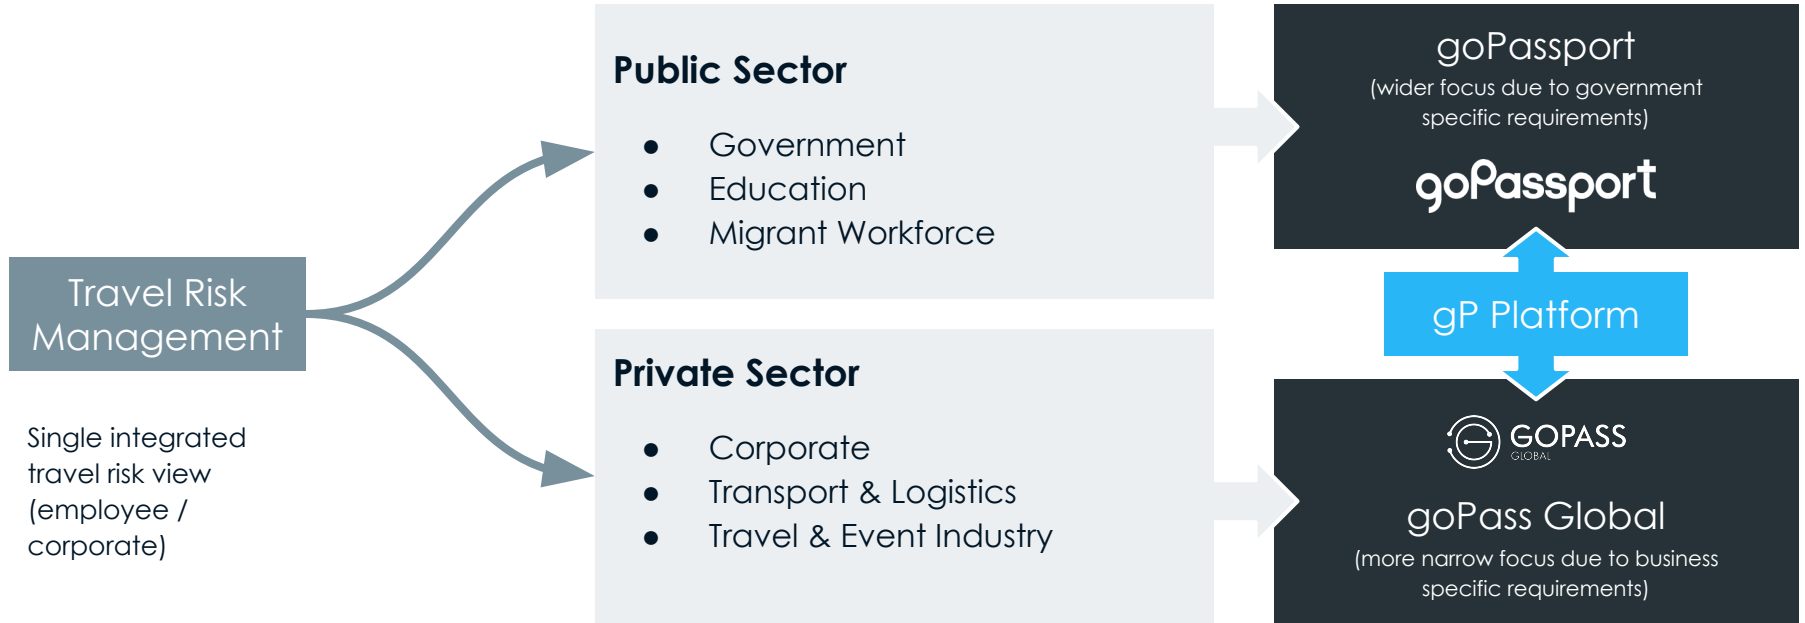 Travel Risk
Management
Single integrated
travel risk view
(employee /
corporate)
Public Sector
● Government
● Education
● Migrant Workforce
Private Sector
● Corporate
● Transport & Logistics
● Travel & Event Industry
goPassport
(wider focus due to government
specific requirements)
goPassport
gP Platform
GOPASS
GLOBAL
goPass Global
(more narrow focus due to business
specific requirements)